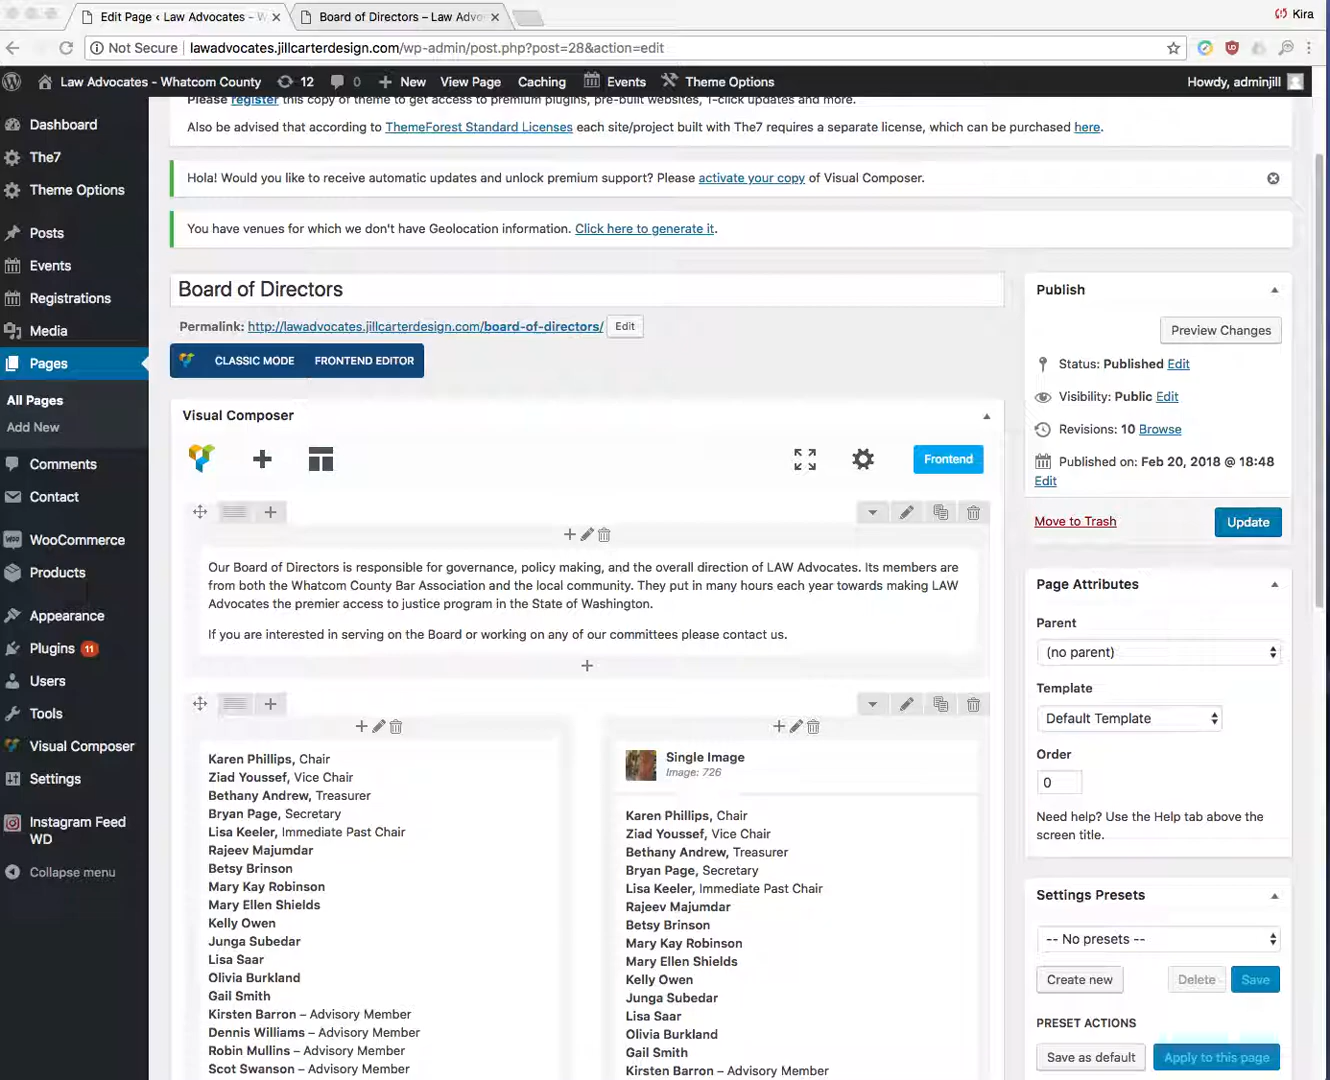 Edit Page ‹ Law Advocates -
Board of Directors – Law Advo
Kira
Not Secure
lawadvocates.jillcarterdesign.com/wp-admin/post.php?post=28&action=edit
Law Advocates - Whatcom County
12
0
New
View Page
Caching
Events
Theme Options
Howdy, adminjill
Dashboard
The7
Theme Options
Posts
Events
Registrations
Media
Pages
All Pages
Add New
Comments
Contact
WooCommerce
Products
Appearance
Plugins 11
Users
Tools
Visual Composer
Settings
Instagram Feed
WD
Collapse menu
Please register this copy of theme to get access to premium plugins, pre-built websites, 1-click updates and more.
Also be advised that according to ThemeForest Standard Licenses each site/project built with The7 requires a separate license, which can be purchased here.
Hola! Would you like to receive automatic updates and unlock premium support? Please activate your copy of Visual Composer.
You have venues for which we don't have Geolocation information. Click here to generate it.
Board of Directors
Permalink: http://lawadvocates.jillcarterdesign.com/board-of-directors/ Edit
CLASSIC MODE
FRONTEND EDITOR
Visual Composer
Frontend
Our Board of Directors is responsible for governance, policy making, and the overall direction of LAW Advocates. Its members are
from both the Whatcom County Bar Association and the local community. They put in many hours each year towards making LAW
Advocates the premier access to justice program in the State of Washington.
If you are interested in serving on the Board or working on any of our committees please contact us.
Karen Phillips, Chair
Ziad Youssef, Vice Chair
Bethany Andrew, Treasurer
Bryan Page, Secretary
Lisa Keeler, Immediate Past Chair
Rajeev Majumdar
Betsy Brinson
Mary Kay Robinson
Mary Ellen Shields
Kelly Owen
Junga Subedar
Lisa Saar
Olivia Burkland
Gail Smith
Kirsten Barron – Advisory Member
Dennis Williams – Advisory Member
Robin Mullins – Advisory Member
Scot Swanson – Advisory Member
Single Image
Image: 726
Karen Phillips, Chair
Ziad Youssef, Vice Chair
Bethany Andrew, Treasurer
Bryan Page, Secretary
Lisa Keeler, Immediate Past Chair
Rajeev Majumdar
Betsy Brinson
Mary Kay Robinson
Mary Ellen Shields
Kelly Owen
Junga Subedar
Lisa Saar
Olivia Burkland
Gail Smith
Kirsten Barron – Advisory Member
Publish
Preview Changes
Status: Published Edit
Visibility: Public Edit
Revisions: 10 Browse
Published on: Feb 20, 2018 @ 18:48
Edit
Move to Trash
Update
Page Attributes
Parent
(no parent)
Template
Default Template
Order
0
Need help? Use the Help tab above the
screen title.
Settings Presets
-- No presets --
Create new
Delete
Save
PRESET ACTIONS
Save as default
Apply to this page